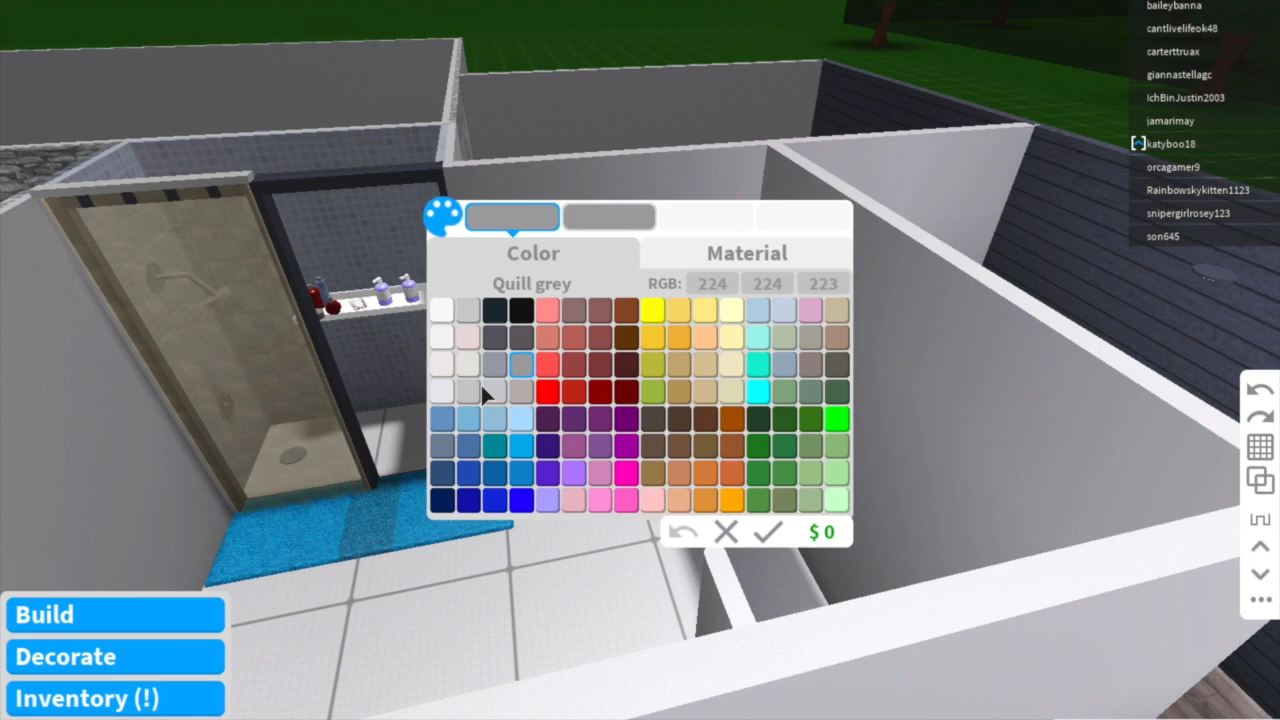 baileybanna
cantlivelifeok48
carterttruax
giannastellagc
IchBinJustin2003
jamarimay
katyboo18
orcagamer9
Rainbowskykitten1123
snipergirlrosey123
son645
Color
Material
Quill grey
RGB: 224 224 223
$ 0
Build
Decorate
Inventory (!)